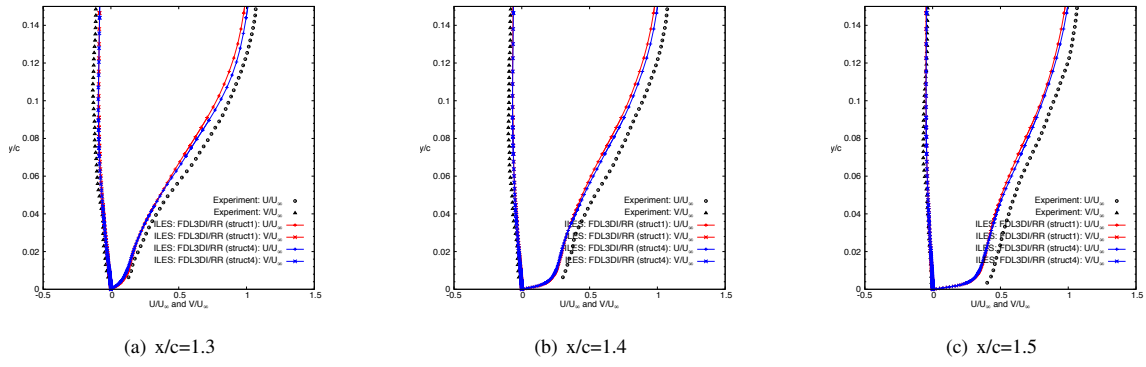 0.14
0.12
0.1
0.08
y/c
0.06
0.04
0.02
0
-0.5
0
0.5
1
1.5
U/U∞ and V/U∞
Experiment: U/U∞
Experiment: V/U∞
ILES: FDL3DI/RR (struct1): U/U∞
ILES: FDL3DI/RR (struct1): V/U∞
ILES: FDL3DI/RR (struct4): U/U∞
ILES: FDL3DI/RR (struct4): V/U∞
(a) x/c=1.3
0.14
0.12
0.1
0.08
y/c
0.06
0.04
0.02
0
-0.5
0
0.5
1
1.5
U/U∞ and V/U∞
Experiment: U/U∞
Experiment: V/U∞
ILES: FDL3DI/RR (struct1): U/U∞
ILES: FDL3DI/RR (struct1): V/U∞
ILES: FDL3DI/RR (struct4): U/U∞
ILES: FDL3DI/RR (struct4): V/U∞
(b) x/c=1.4
0.14
0.12
0.1
0.08
y/c
0.06
0.04
0.02
0
-0.5
0
0.5
1
1.5
U/U∞ and V/U∞
Experiment: U/U∞
Experiment: V/U∞
ILES: FDL3DI/RR (struct1): U/U∞
ILES: FDL3DI/RR (struct1): V/U∞
ILES: FDL3DI/RR (struct4): U/U∞
ILES: FDL3DI/RR (struct4): V/U∞
(c) x/c=1.5